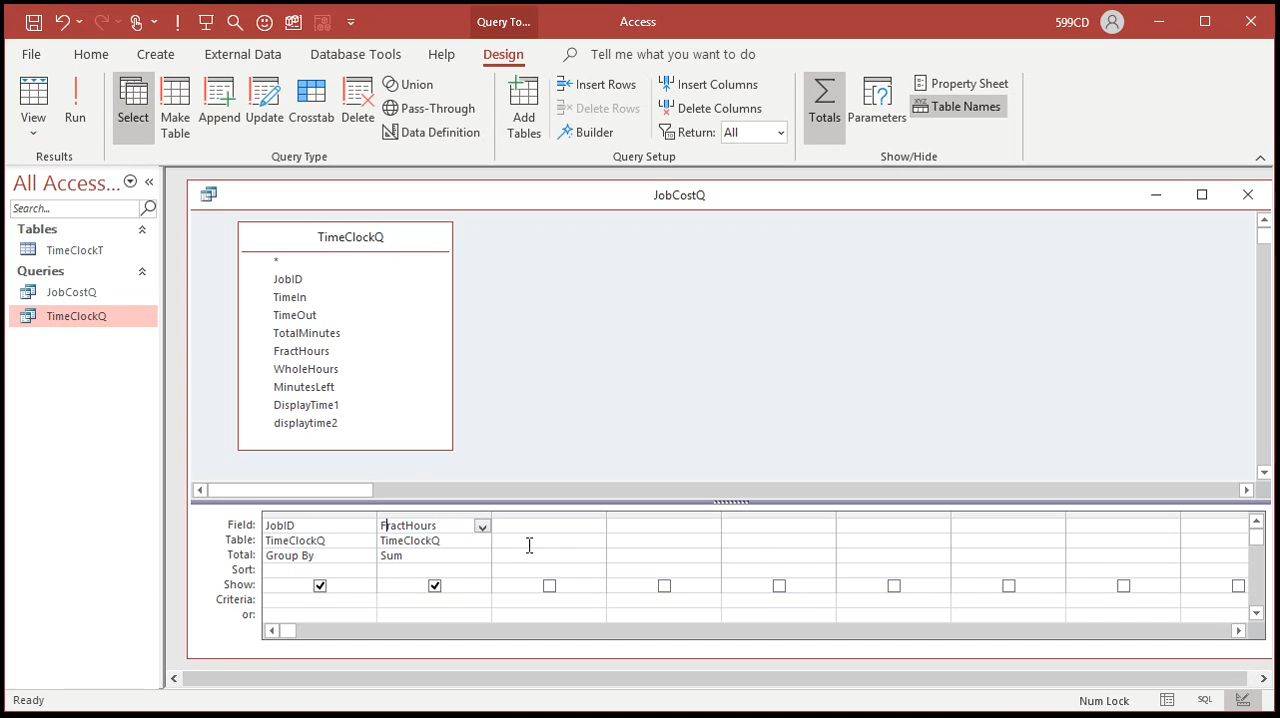 Query To... Access 599CD
File Home Create External Data Database Tools Help Design Tell me what you want to do
View Run Select Make Table Append Update Crosstab Delete Union Pass-Through Data Definition Add Tables Insert Rows Delete Rows Builder Insert Columns Delete Columns Return: All Totals Parameters XYZ Property Sheet Table Names
Results Query Type Query Setup Show/Hide
All Access...
Search...
Tables
TimeClockT
Queries
JobCostQ
TimeClockQ
JobCostQ
TimeClockQ
*
JobID
TimeIn
TimeOut
TotalMinutes
FractHours
WholeHours
MinutesLeft
DisplayTime1
displaytime2
Field: JobID FractHours
Table: TimeClockQ TimeClockQ
Total: Group By Sum
Sort:
Show:
Criteria:
or:
Ready Num Lock SQL